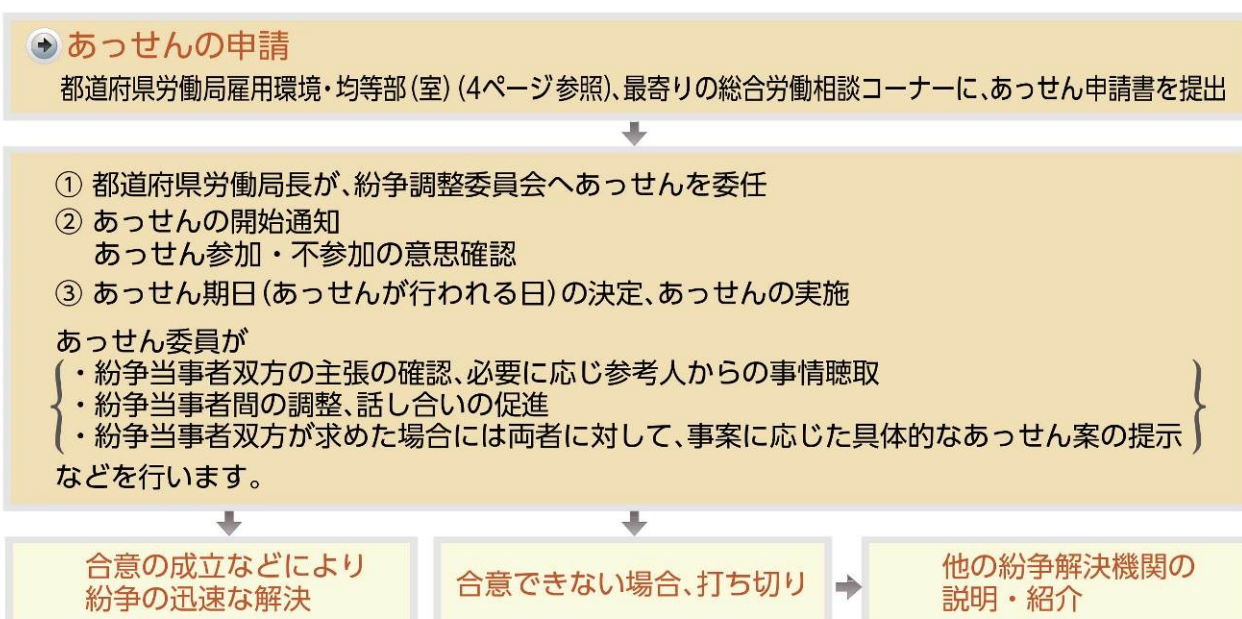 あっせんの申請
都道府県労働局雇用環境・均等部(室)(4ページ参照)、最寄りの総合労働相談コーナーに、あっせん申請書を提出
① 都道府県労働局長が、紛争調整委員会へあっせんを委任
② あっせんの開始通知
あっせん参加・不参加の意思確認
③ あっせん期日(あっせんが行われる日)の決定、あっせんの実施
あっせん委員が
・紛争当事者双方の主張の確認、必要に応じ参考人からの事情聴取
・紛争当事者間の調整、話し合いの促進
・紛争当事者双方が求めた場合には両者に対して、事案に応じた具体的なあっせん案の提示
などを行います。
合意の成立などにより
紛争の迅速な解決
合意できない場合、打ち切り
他の紛争解決機関の
説明・紹介